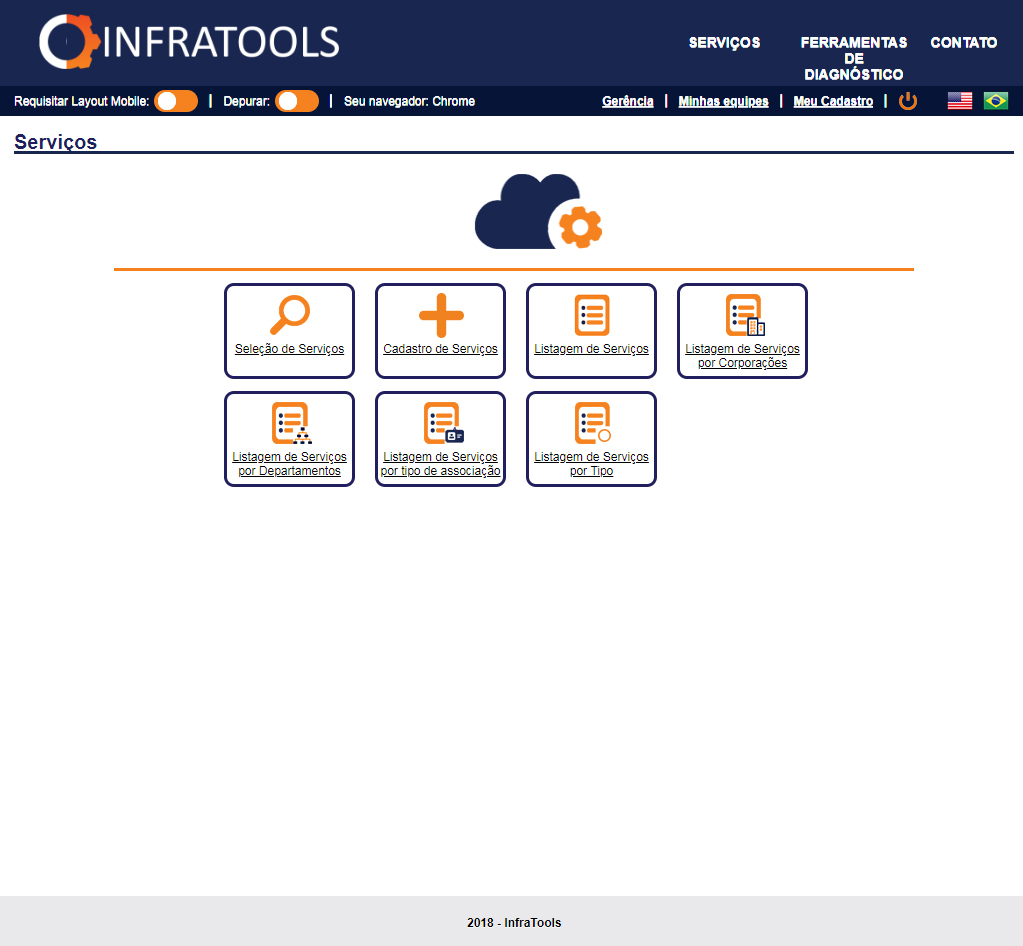 INFRATOOLS
SERVIÇOS
FERRAMENTAS
DE
DIAGNÓSTICO
CONTATO
Requisitar Layout Mobile: | Depurar: | Seu navegador: Chrome
Gerência | Minhas equipes | Meu Cadastro |
Serviços
Seleção de Serviços
Cadastro de Serviços
Listagem de Serviços
Listagem de Serviços
por Corporações
Listagem de Serviços
por Departamentos
Listagem de Serviços
por tipo de associação
Listagem de Serviços
por Tipo
2018 - InfraTools